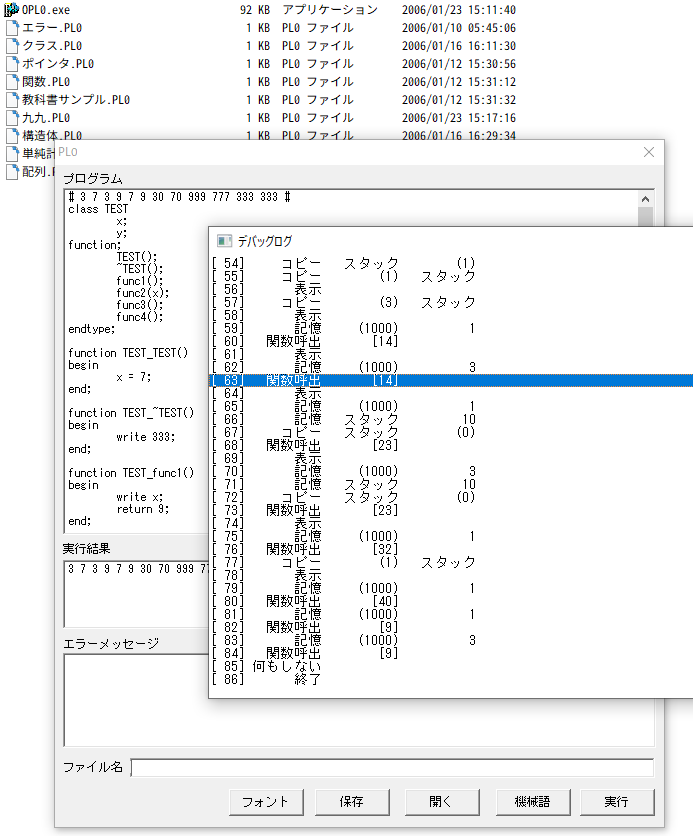 OPL0.exe 92 KB アプリケーション 2006/01/23 15:11:40
エラー.PL0 1 KB PL0 ファイル 2006/01/10 05:45:06
クラス.PL0 1 KB PL0 ファイル 2006/01/16 16:11:30
ポインタ.PL0 1 KB PL0 ファイル 2006/01/12 15:30:56
関数.PL0 1 KB PL0 ファイル 2006/01/12 15:31:12
教科書サンプル.PL0 1 KB PL0 ファイル 2006/01/12 15:31:32
九九.PL0 1 KB PL0 ファイル 2006/01/23 15:17:16
構造体.PL0 1 KB PL0 ファイル 2006/01/16 16:29:34
単純計
配列.P
PL0
プログラム
# 3 7 3 9 7 9 30 70 999 777 333 333 #
class TEST
x;
y;
function;
TEST();
~TEST();
func1();
func2(x);
func3();
func4();
endtype;
function TEST_TEST()
begin
x = 7;
end;
function TEST_~TEST()
begin
write 333;
end;
function TEST_func1()
begin
write x;
return 9;
end;
実行結果
3 7 3 9 7 9 30 70 999 77
エラーメッセージ
ファイル名
フォント 保存 開く 機械語 実行
デバッグログ
[ 54] コピー スタック (1)
[ 55] コピー (1) スタック
[ 56] 表示
[ 57] コピー (3) スタック
[ 58] 表示
[ 59] 記憶 (1000) 1
[ 60] 関数呼出 [14]
[ 61] 表示
[ 62] 記憶 (1000) 3
[ 63] 関数呼出 [14]
[ 64] 表示
[ 65] 記憶 (1000) 1
[ 66] 記憶 スタック 10
[ 67] コピー スタック (0)
[ 68] 関数呼出 [23]
[ 69] 表示
[ 70] 記憶 (1000) 3
[ 71] 記憶 スタック 10
[ 72] コピー スタック (0)
[ 73] 関数呼出 [23]
[ 74] 表示
[ 75] 記憶 (1000) 1
[ 76] 関数呼出 [32]
[ 77] コピー (1) スタック
[ 78] 表示
[ 79] 記憶 (1000) 1
[ 80] 関数呼出 [40]
[ 81] 記憶 (1000) 1
[ 82] 関数呼出 [9]
[ 83] 記憶 (1000) 3
[ 84] 関数呼出 [9]
[ 85] 何もしない
[ 86] 終了